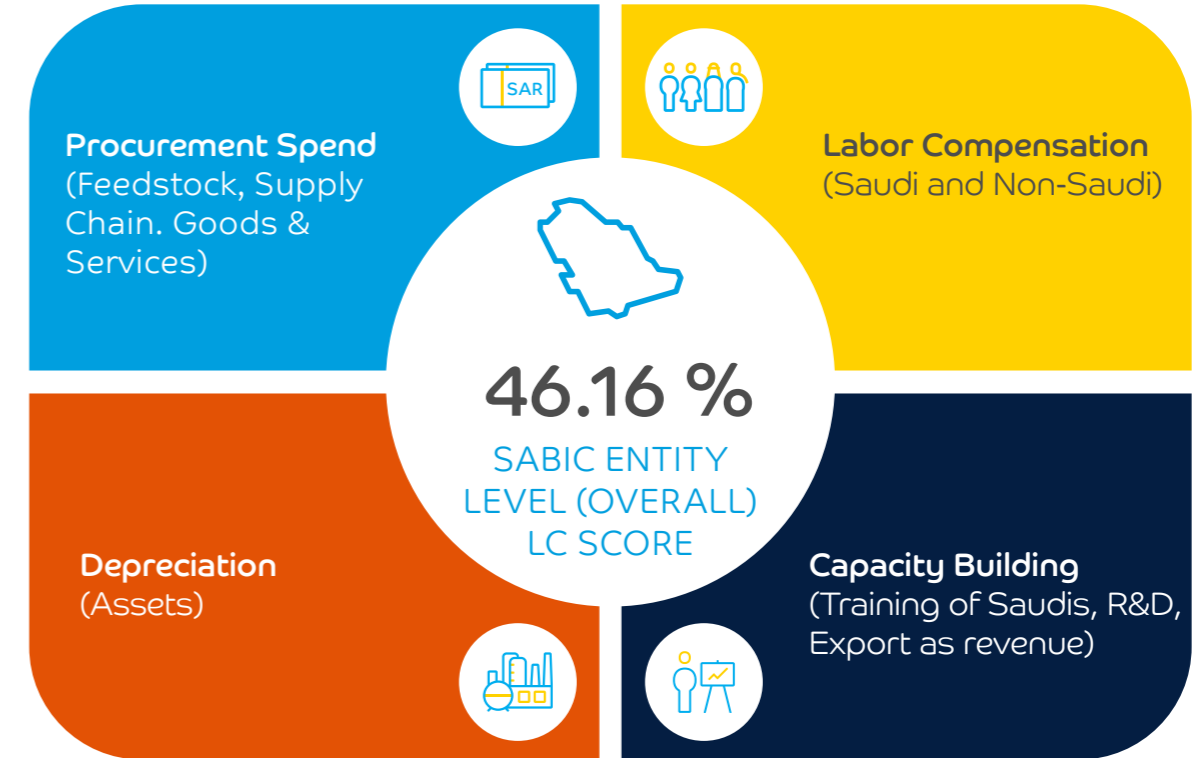 SAR
Procurement Spend
(Feedstock, Supply
Chain. Goods &
Services)
Labor Compensation
(Saudi and Non-Saudi)
46.16 %
SABIC ENTITY
LEVEL (OVERALL)
LC SCORE
Depreciation
(Assets)
Capacity Building
(Training of Saudis, R&D,
Export as revenue)